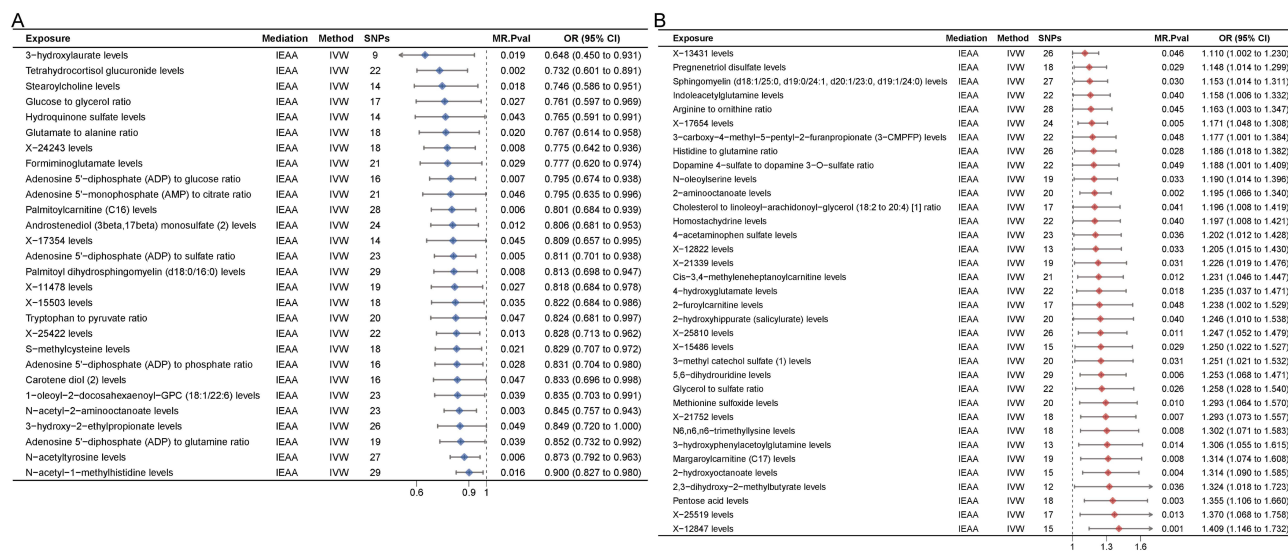 A
Exposure Mediation Method SNPs MR.Pval OR (95% CI)
3-hydroxylaurate levels IEAA IVW 9 0.019 0.648 (0.450 to 0.931)
Tetrahydrocortisol glucuronide levels IEAA IVW 22 0.002 0.732 (0.601 to 0.891)
Stearoylcholine levels IEAA IVW 14 0.018 0.746 (0.586 to 0.951)
Glucose to glycerol ratio IEAA IVW 17 0.027 0.761 (0.597 to 0.969)
Hydroquinone sulfate levels IEAA IVW 14 0.043 0.765 (0.591 to 0.991)
Glutamate to alanine ratio IEAA IVW 18 0.020 0.767 (0.614 to 0.958)
X-24243 levels IEAA IVW 18 0.008 0.775 (0.642 to 0.936)
Formiminoglutamate levels IEAA IVW 21 0.029 0.777 (0.620 to 0.974)
Adenosine 5'-diphosphate (ADP) to glucose ratio IEAA IVW 16 0.007 0.795 (0.674 to 0.938)
Adenosine 5'-monophosphate (AMP) to citrate ratio IEAA IVW 21 0.046 0.795 (0.635 to 0.996)
Palmitoylcarnitine (C16) levels IEAA IVW 28 0.006 0.801 (0.684 to 0.939)
Androstenediol (3beta,17beta) monosulfate (2) levels IEAA IVW 24 0.012 0.806 (0.681 to 0.953)
X-17354 levels IEAA IVW 14 0.045 0.809 (0.657 to 0.995)
Adenosine 5'-diphosphate (ADP) to sulfate ratio IEAA IVW 23 0.005 0.811 (0.701 to 0.938)
Palmitoyl dihydrosphingomyelin (d18:0/16:0) levels IEAA IVW 29 0.008 0.813 (0.698 to 0.947)
X-11478 levels IEAA IVW 19 0.027 0.818 (0.684 to 0.978)
X-15503 levels IEAA IVW 18 0.035 0.822 (0.684 to 0.986)
Tryptophan to pyruvate ratio IEAA IVW 20 0.047 0.824 (0.681 to 0.997)
X-25422 levels IEAA IVW 22 0.013 0.828 (0.713 to 0.962)
S-methylcysteine levels IEAA IVW 18 0.021 0.829 (0.707 to 0.972)
Adenosine 5'-diphosphate (ADP) to phosphate ratio IEAA IVW 16 0.028 0.831 (0.704 to 0.980)
Carotene diol (2) levels IEAA IVW 16 0.047 0.833 (0.696 to 0.998)
1-oleoyl-2-docosahexaenoyl-GPC (18:1/22:6) levels IEAA IVW 23 0.039 0.835 (0.703 to 0.991)
N-acetyl-2-aminooctanoate levels IEAA IVW 23 0.003 0.845 (0.757 to 0.943)
3-hydroxy-2-ethylpropionate levels IEAA IVW 26 0.049 0.849 (0.720 to 1.000)
Adenosine 5'-diphosphate (ADP) to glutamine ratio IEAA IVW 19 0.039 0.852 (0.732 to 0.992)
N-acetyltyrosine levels IEAA IVW 27 0.006 0.873 (0.792 to 0.963)
N-acetyl-1-methylhistidine levels IEAA IVW 29 0.016 0.900 (0.827 to 0.980)
0.6 0.9 1
B
Exposure Mediation Method SNPs MR.Pval OR (95% CI)
X-13431 levels IEAA IVW 26 0.046 1.110 (1.002 to 1.230)
Pregnenetriol disulfate levels IEAA IVW 18 0.029 1.148 (1.014 to 1.299)
Sphingomyelin (d18:1/25:0, d19:0/24:1, d20:1/23:0, d19:1/24:0) levels IEAA IVW 27 0.030 1.153 (1.014 to 1.311)
Indoleacetylglutamine levels IEAA IVW 22 0.040 1.158 (1.006 to 1.332)
Arginine to ornithine ratio IEAA IVW 28 0.045 1.163 (1.003 to 1.347)
X-17654 levels IEAA IVW 24 0.005 1.171 (1.048 to 1.308)
3-carboxy-4-methyl-5-pentyl-2-furanpropionate (3-CMPFP) levels IEAA IVW 22 0.048 1.177 (1.001 to 1.384)
Histidine to glutamine ratio IEAA IVW 26 0.028 1.186 (1.018 to 1.382)
Dopamine 4-sulfate to dopamine 3-O-sulfate ratio IEAA IVW 22 0.049 1.188 (1.001 to 1.409)
N-oleoylserine levels IEAA IVW 19 0.033 1.190 (1.014 to 1.396)
2-aminooctanoate levels IEAA IVW 20 0.002 1.195 (1.066 to 1.340)
Cholesterol to linoleoyl-arachidonoyl-glycerol (18:2 to 20:4) [1] ratio IEAA IVW 17 0.041 1.196 (1.008 to 1.419)
Homostachydrine levels IEAA IVW 22 0.040 1.197 (1.008 to 1.421)
4-acetaminophen sulfate levels IEAA IVW 23 0.036 1.202 (1.012 to 1.428)
X-12822 levels IEAA IVW 13 0.033 1.205 (1.015 to 1.430)
X-21339 levels IEAA IVW 19 0.031 1.226 (1.019 to 1.476)
Cis-3,4-methyleneheptanoylcarnitine levels IEAA IVW 21 0.012 1.231 (1.046 to 1.447)
4-hydroxyglutamate levels IEAA IVW 22 0.018 1.235 (1.037 to 1.471)
2-furoylcarnitine levels IEAA IVW 17 0.048 1.238 (1.002 to 1.529)
2-hydroxyhippurate (salicylurate) levels IEAA IVW 20 0.040 1.246 (1.010 to 1.538)
X-25810 levels IEAA IVW 26 0.011 1.247 (1.052 to 1.479)
X-15486 levels IEAA IVW 15 0.029 1.250 (1.022 to 1.527)
3-methyl catechol sulfate (1) levels IEAA IVW 20 0.031 1.251 (1.021 to 1.532)
5,6-dihydrouridine levels IEAA IVW 29 0.006 1.253 (1.068 to 1.471)
Glycerol to sulfate ratio IEAA IVW 22 0.026 1.258 (1.028 to 1.540)
Methionine sulfoxide levels IEAA IVW 20 0.010 1.293 (1.064 to 1.570)
X-21752 levels IEAA IVW 18 0.007 1.293 (1.073 to 1.557)
N6,n6,n6-trimethyllysine levels IEAA IVW 18 0.008 1.302 (1.071 to 1.583)
3-hydroxyphenylacetoylglutamine levels IEAA IVW 13 0.014 1.306 (1.055 to 1.615)
Margaroylcarnitine (C17) levels IEAA IVW 19 0.008 1.314 (1.074 to 1.608)
2-hydroxyoctanoate levels IEAA IVW 15 0.004 1.314 (1.090 to 1.585)
2,3-dihydroxy-2-methylbutyrate levels IEAA IVW 12 0.036 1.324 (1.018 to 1.723)
Pentose acid levels IEAA IVW 18 0.003 1.355 (1.106 to 1.660)
X-25519 levels IEAA IVW 17 0.013 1.370 (1.068 to 1.758)
X-12847 levels IEAA IVW 15 0.001 1.409 (1.146 to 1.732)
1 1.3 1.6